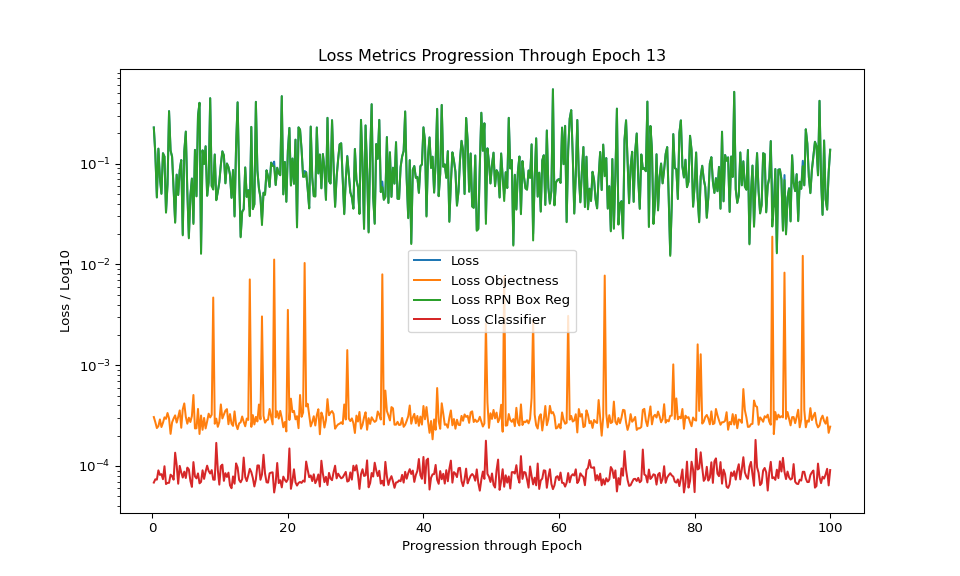 Loss Metrics Progression Through Epoch 13
Loss / Log10
10⁻¹
10⁻²
10⁻³
10⁻⁴
Loss
Loss Objectness
Loss RPN Box Reg
Loss Classifier
0 20 40 60 80 100
Progression through Epoch